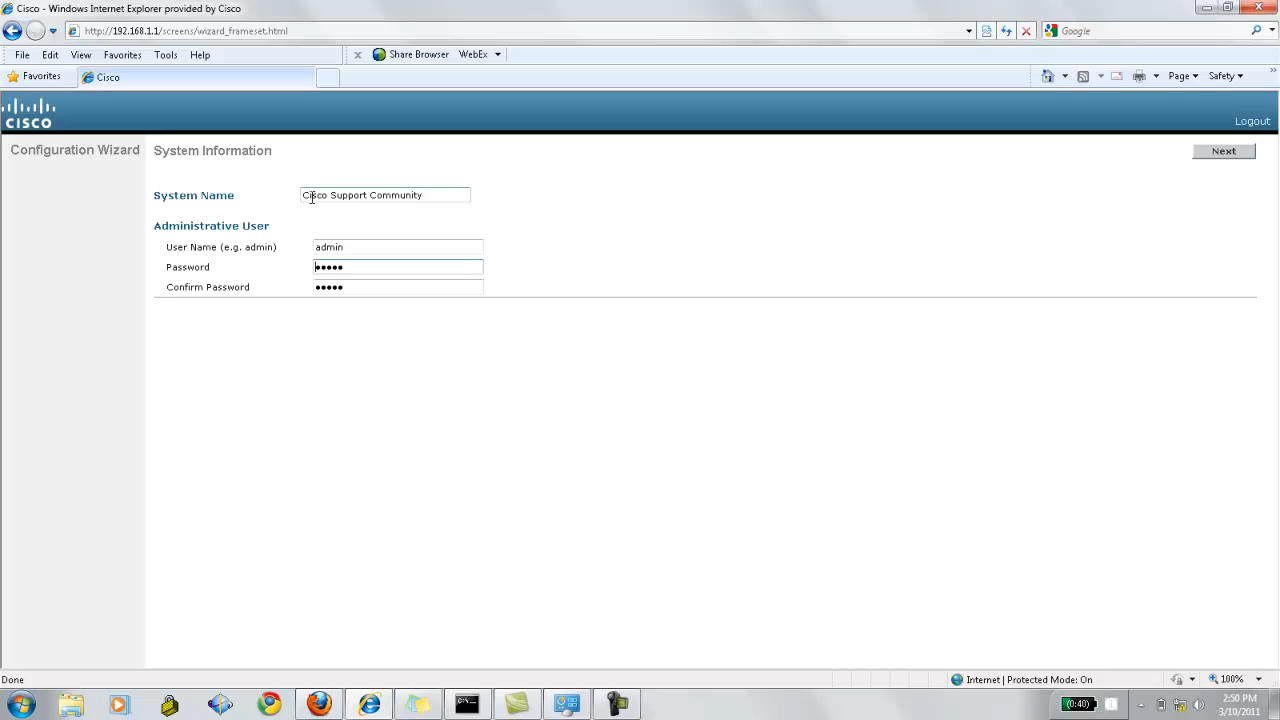 Cisco - Windows Internet Explorer provided by Cisco
http://192.168.1.1/screens/wizard_frameset.html
Google
File Edit View Favorites Tools Help
x Share Browser WebEx
Favorites Cisco
Page Safety
CISCO
Logout
Configuration Wizard System Information Next
System Name Cisco Support Community
Administrative User
User Name (e.g. admin) admin
Password •••••
Confirm Password •••••
Done Internet | Protected Mode: On 100%
(0:40)
2:50 PM
3/10/2011